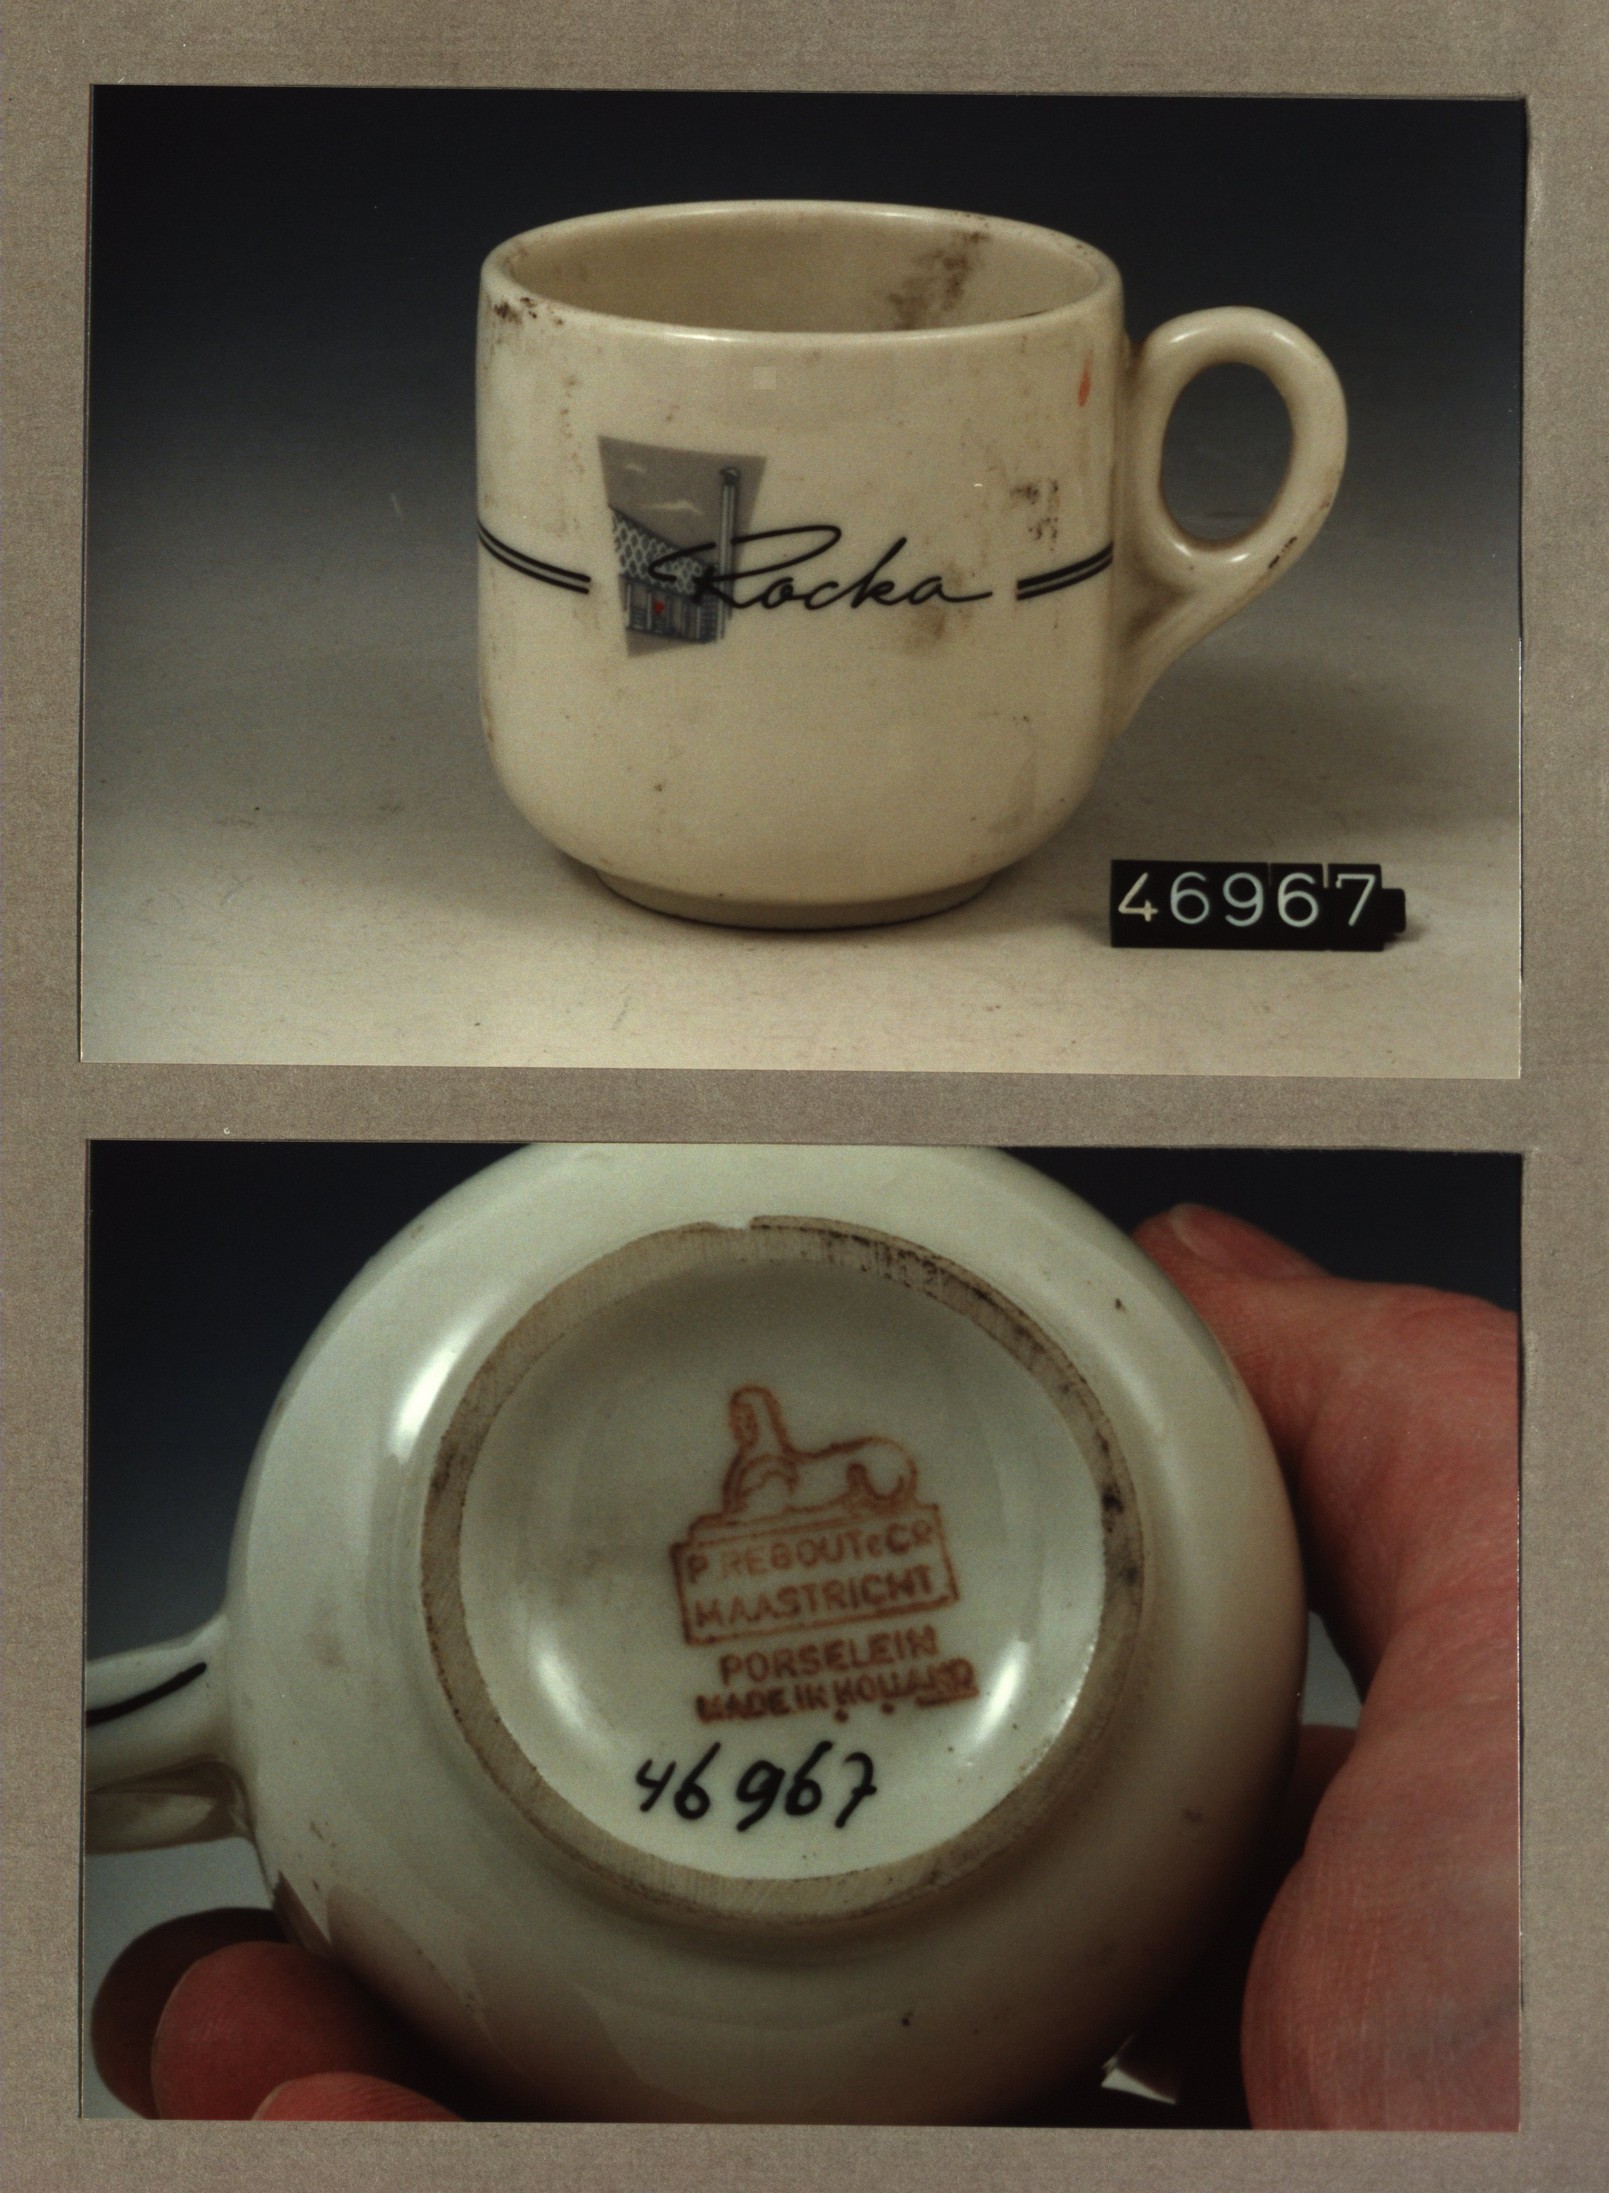 Rocka
46967
P. REGOUT & Co
MAASTRICHT.
PORSELEIN
MADE IN HOLLAND
46967